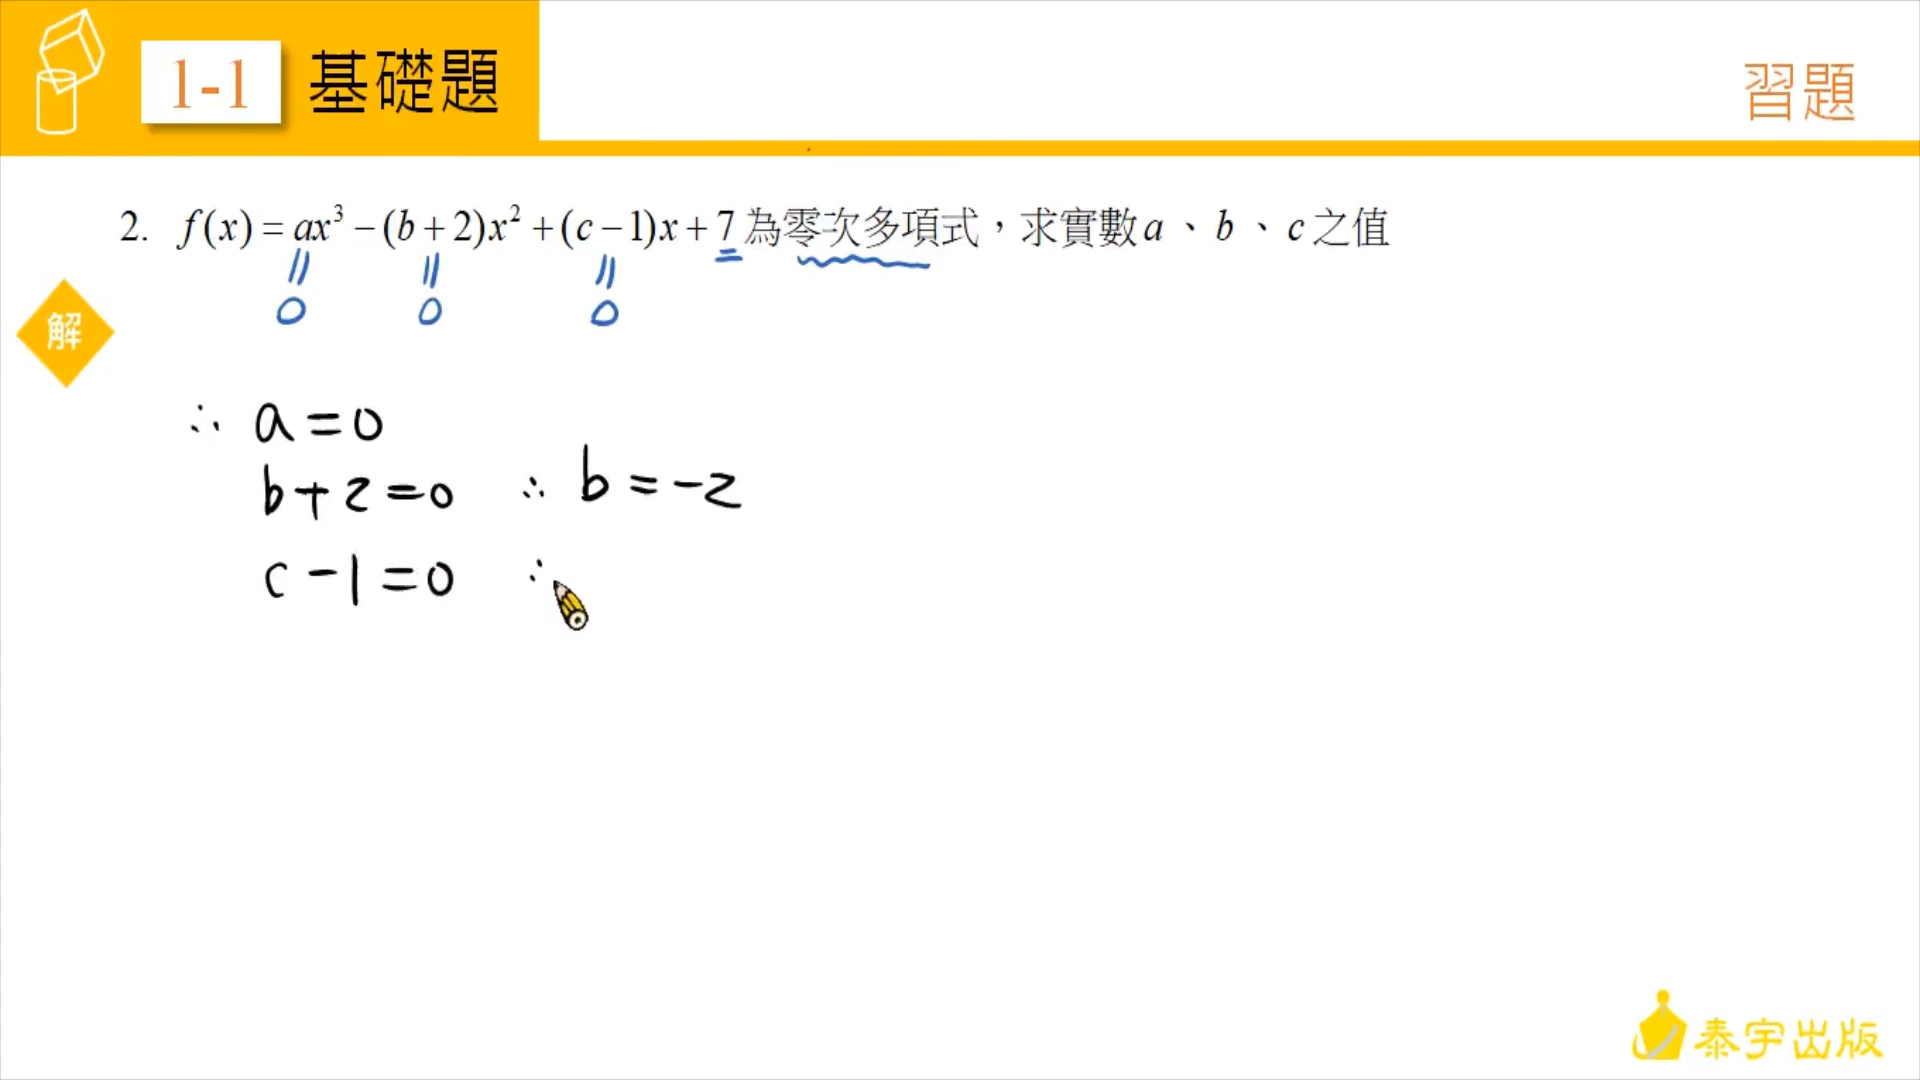 1-1 基礎題
習題
2. f(x) = ax³ − (b + 2)x² + (c − 1)x + 7 為零次多項式，求實數 a 、 b 、 c 之值
|| || ||
0 0 0
解
∴ a = 0
b + 2 = 0 ∴ b = -2
c - 1 = 0 ∴
泰宇出版